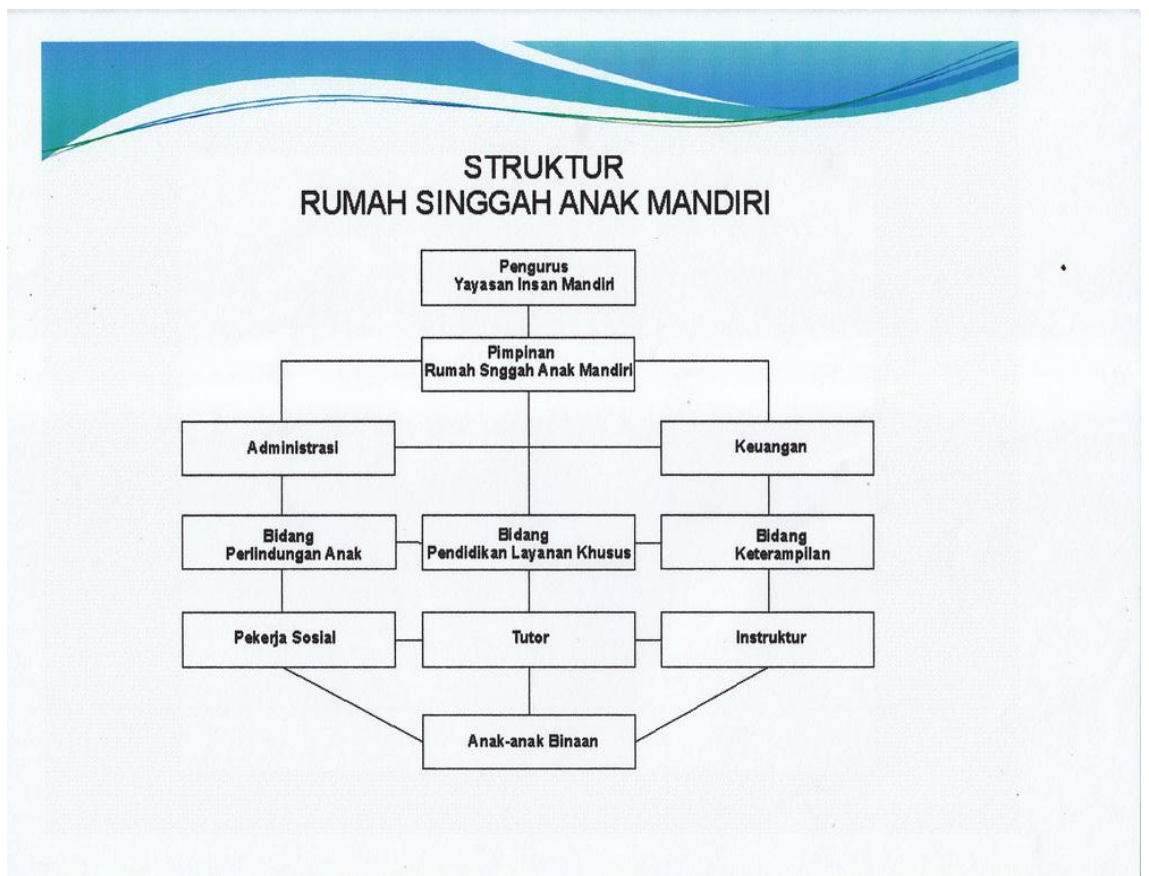 STRUKTUR
RUMAH SINGGAH ANAK MANDIRI
Pengurus
Yayasan Insan Mandiri
Pimpinan
Rumah Snggah Anak Mandiri
Administrasi
Keuangan
Bidang
Perlindungan Anak
Bidang
Pendidikan Layanan Khusus
Bidang
Keterampilan
Pekerja Sosial
Tutor
Instruktur
Anak-anak Binaan